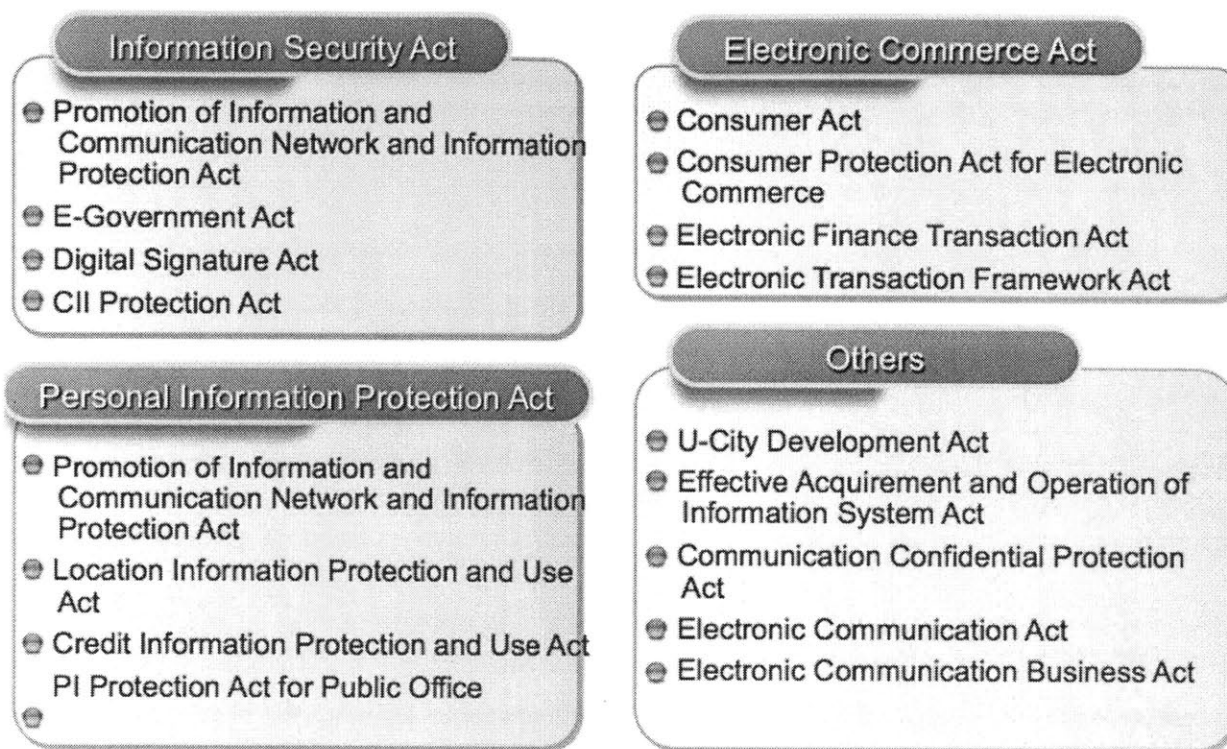 Information Security Act
Promotion of Information and
Communication Network and Information
Protection Act
E-Government Act
Digital Signature Act
CII Protection Act
Electronic Commerce Act
Consumer Act
Consumer Protection Act for Electronic
Commerce
Electronic Finance Transaction Act
Electronic Transaction Framework Act
Personal Information Protection Act
Promotion of Information and
Communication Network and Information
Protection Act
Location Information Protection and Use
Act
Credit Information Protection and Use Act
PI Protection Act for Public Office
Others
U-City Development Act
Effective Acquirement and Operation of
Information System Act
Communication Confidential Protection
Act
Electronic Communication Act
Electronic Communication Business Act